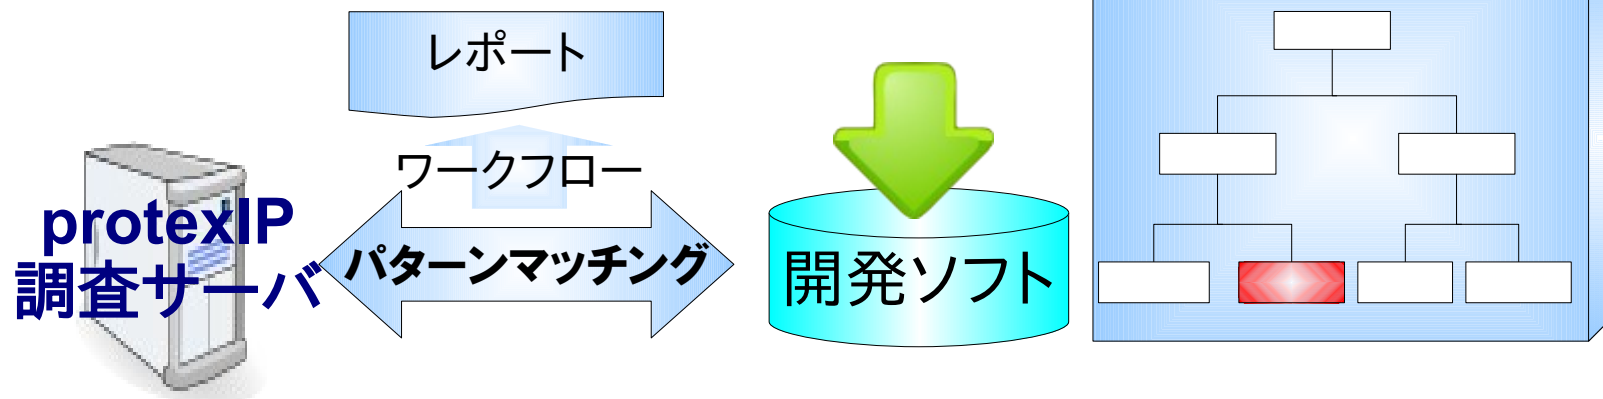 レポート
ワークフロー
protexIP
調査サーバ
パターンマッチング
開発ソフト